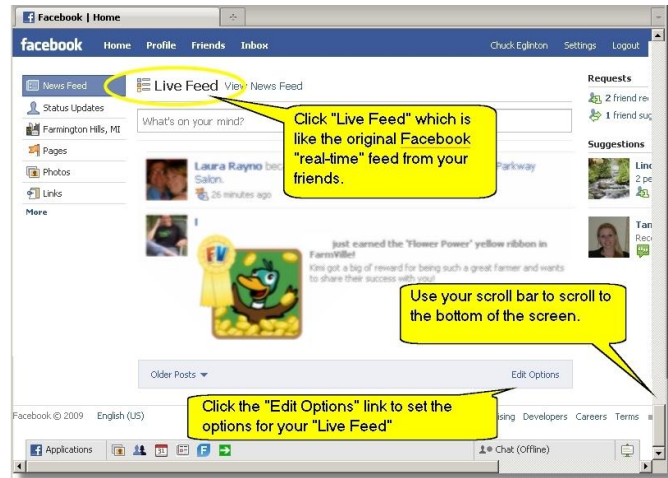 Facebook | Home
facebook Home Profile Friends Inbox Chuck Eglinton Settings Logout
News Feed
Status Updates
Farmington Hills, MI
Pages
Photos
Links
More
Live Feed View News Feed
What's on your mind?
Click "Live Feed" which is
like the original Facebook
"real-time" feed from your
friends.
Laura Rayno Parkway
Salon.
26 minutes ago
FV
just earned the 'Flower Power' yellow ribbon in
FarmVille!
Kimi got a big of reward for being such a great farmer and wants
to share their success with you!
Requests
2 friend
1 friend
Suggestions
2
Use your scroll bar to scroll to
the bottom of the screen.
Older Posts Edit Options
Click the "Edit Options" link to set the
options for your "Live Feed"
Facebook © 2009 English (US) Developers Careers Terms
Applications 31 F Chat (Offline)